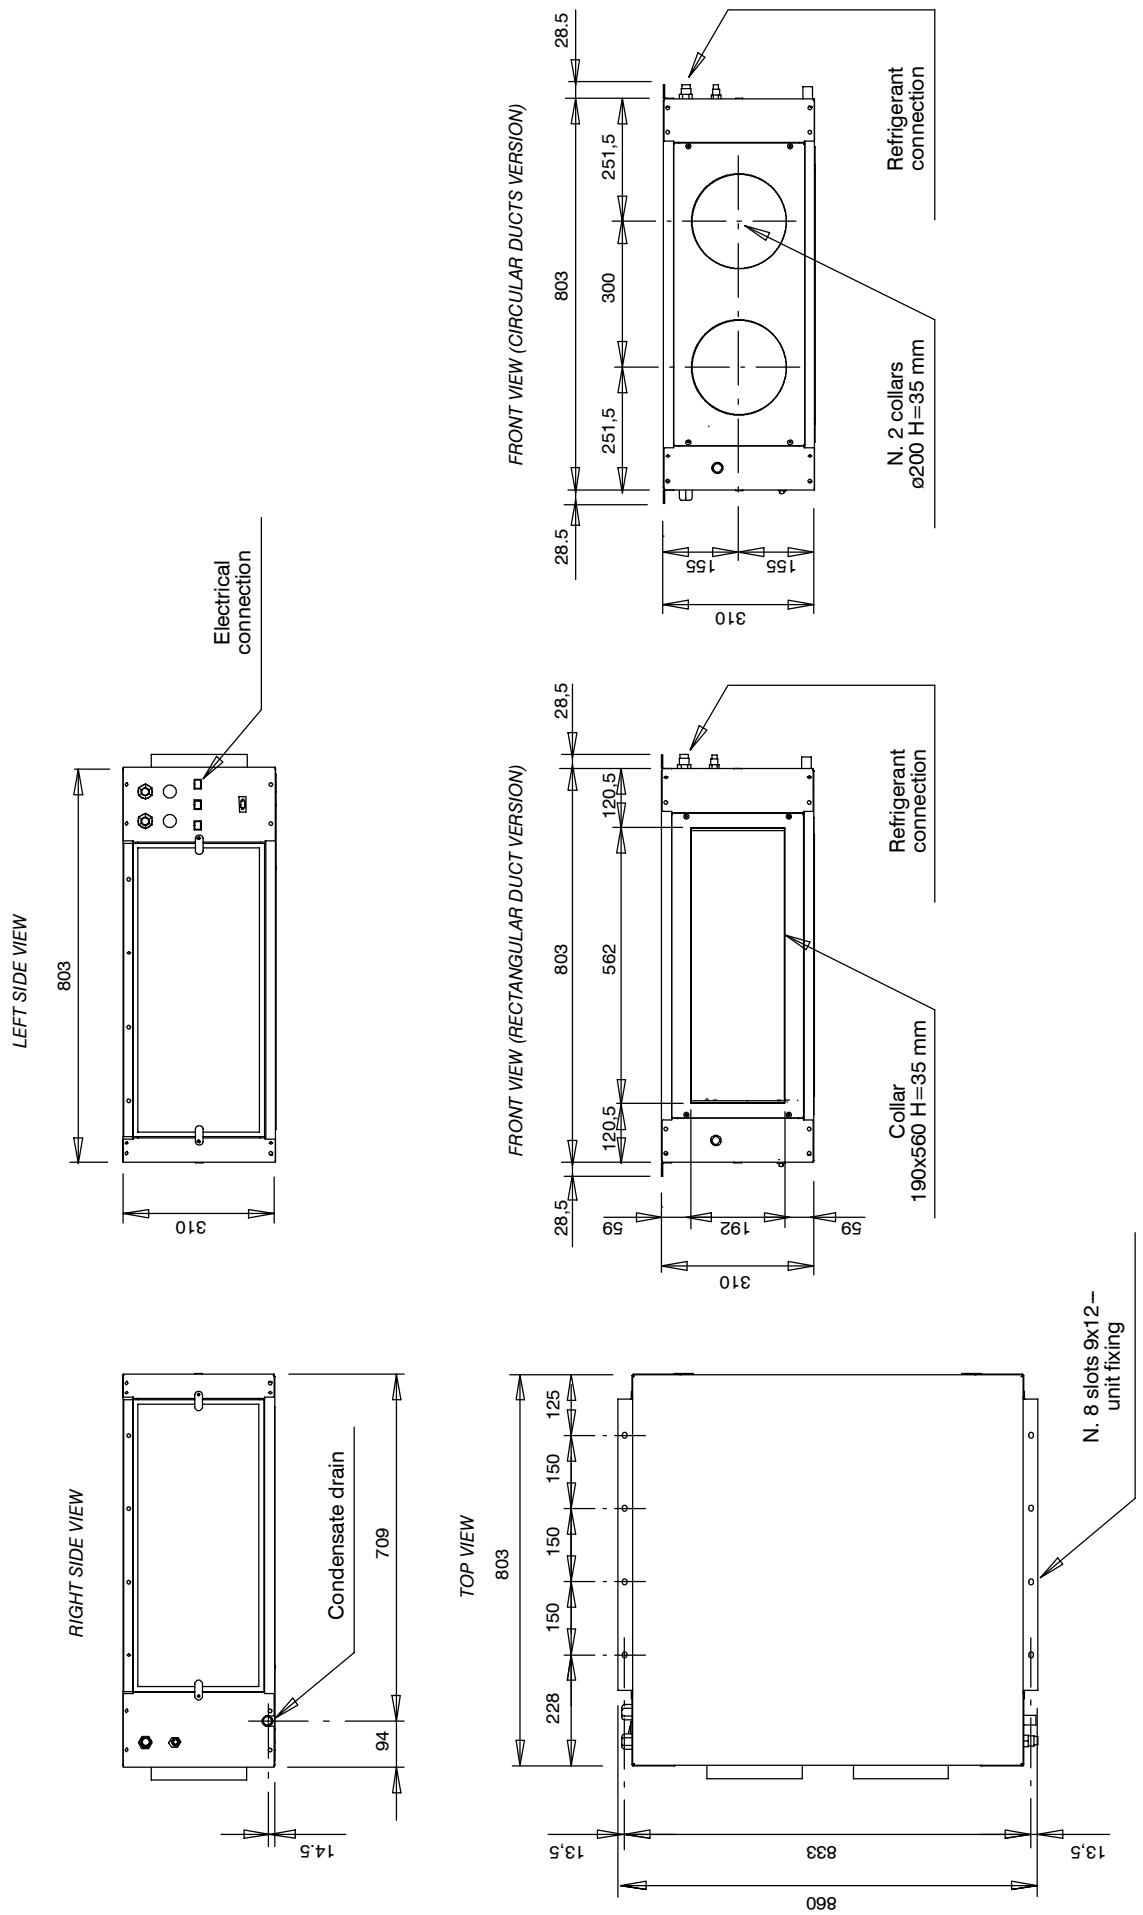 RIGHT SIDE VIEW
94
709
14.5
Condensate drain
LEFT SIDE VIEW
803
310
Electrical
connection
TOP VIEW
803
228
150
150
150
125
13,5
833
13,5
860
N. 8 slots 9x12–
unit fixing
FRONT VIEW (RECTANGULAR DUCT VERSION)
28,5
803
28,5
120,5
562
120,5
59
192
59
310
Collar
190x560 H=35 mm
Refrigerant
connection
FRONT VIEW (CIRCULAR DUCTS VERSION)
28.5
803
28.5
251,5
300
251,5
155
155
310
N. 2 collars
ø200 H=35 mm
Refrigerant
connection